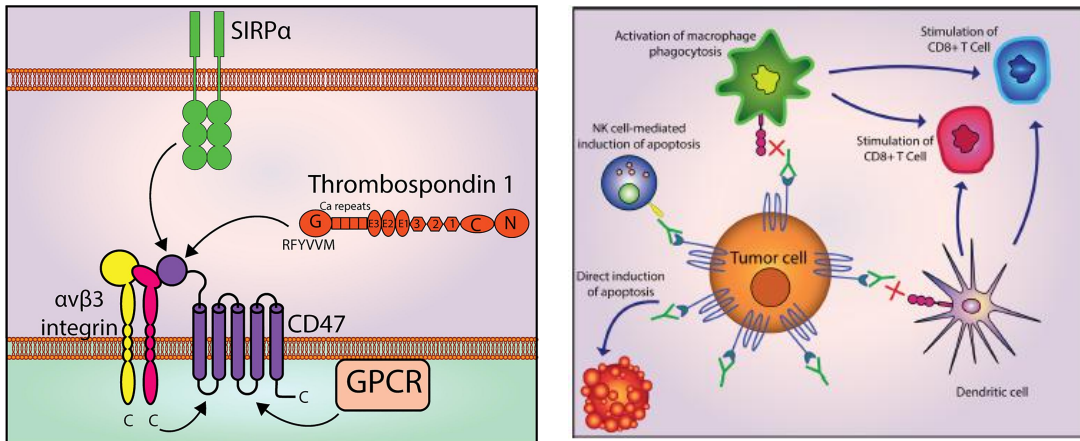 SIRPα
Thrombospondin 1
Ca repeats
G E3 E2 E1 3 2 1 C N
RFYVVM
αvβ3
integrin
CD47
GPCR
C C
C
Activation of macrophage
phagocytosis
Stimulation of
CD8+ T Cell
NK cell-mediated
induction of apoptosis
Stimulation of
CD8+ T Cell
Tumor cell
Direct induction
of apoptosis
Dendritic cell